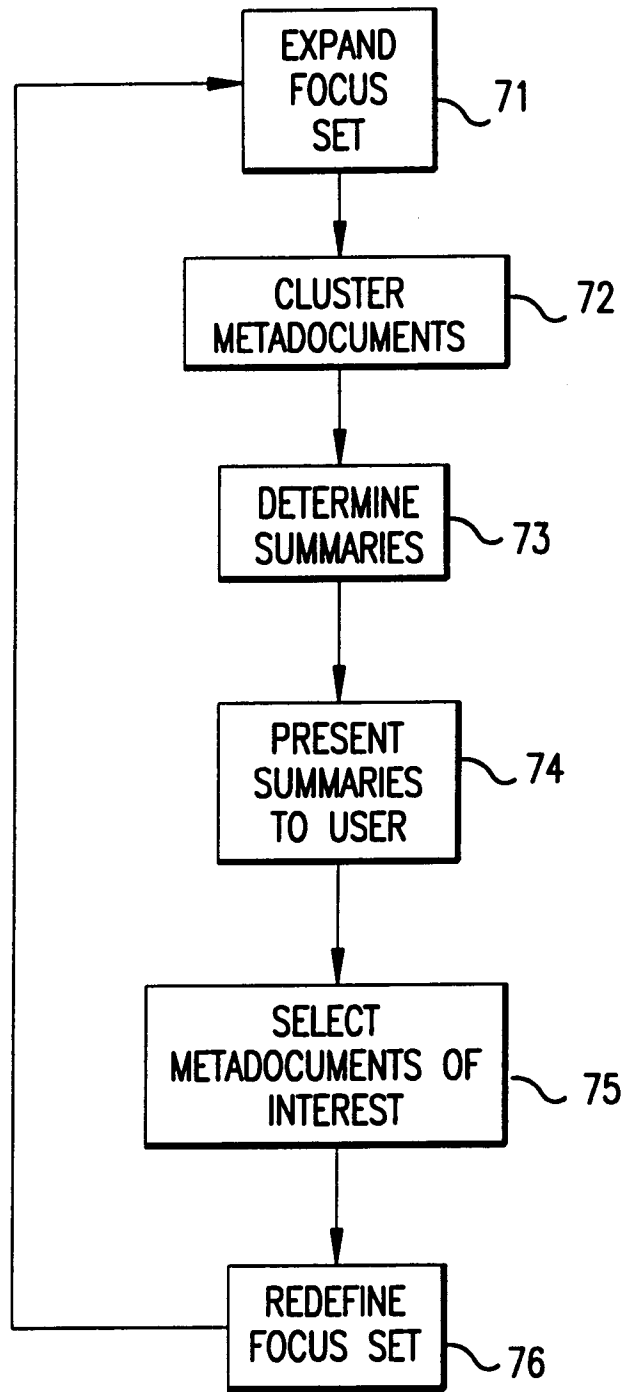 EXPAND
FOCUS
SET
71
CLUSTER
METADOCUMENTS
72
DETERMINE
SUMMARIES
73
PRESENT
SUMMARIES
TO USER
74
SELECT
METADOCUMENTS OF
INTEREST
75
REDEFINE
FOCUS SET
76